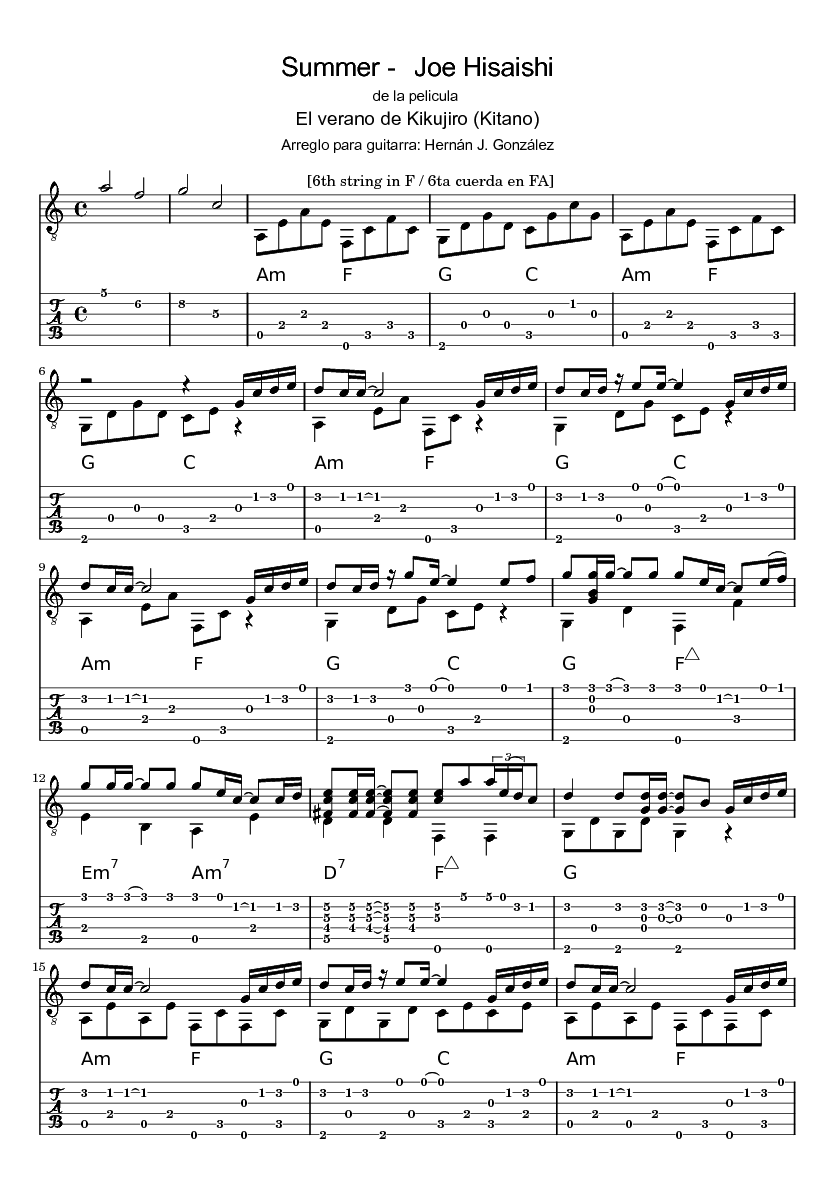 Summer - Joe Hisaishi
de la pelicula
El verano de Kikujiro (Kitano)
Arreglo para guitarra: Hernán J. González
[6th string in F / 6ta cuerda en FA]
Am F G C Am F
6
G C Am F G C
9
Am F G C G F△
12
Em7 Am7 D7 F△ G
3
15
Am F G C Am F